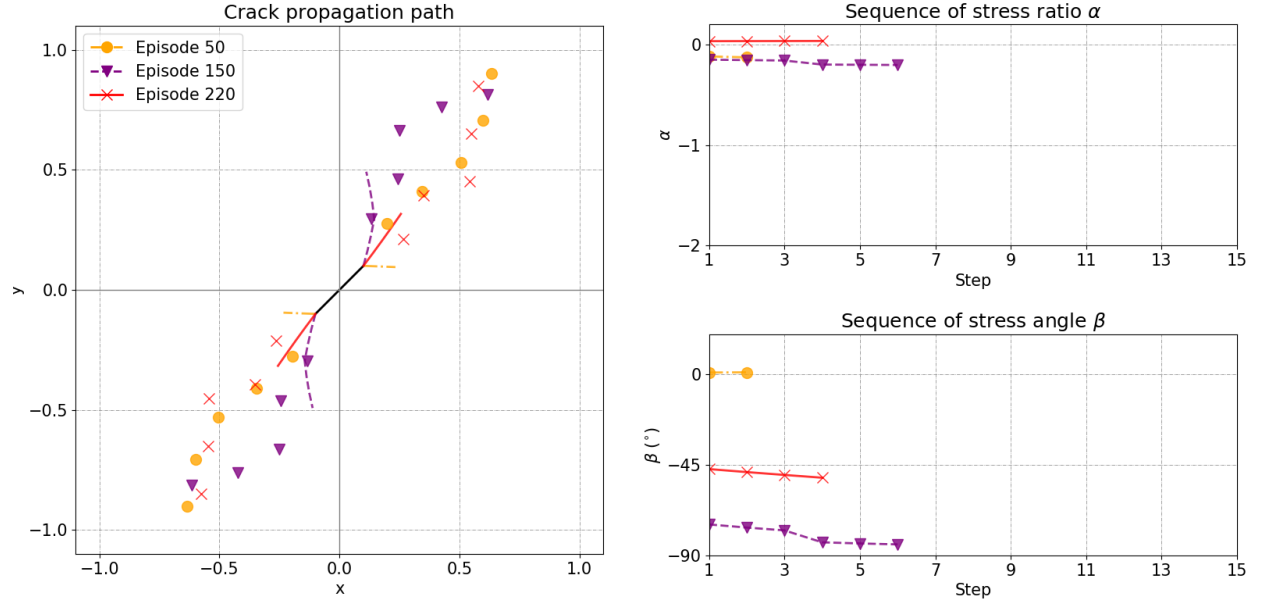 Crack propagation path
1.0
0.5
0.0
−0.5
−1.0
y
Episode 50
Episode 150
Episode 220
−1.0 −0.5 0.0 0.5 1.0
x
Sequence of stress ratio α
0
−1
−2
α
1 3 5 7 9 11 13 15
Step
Sequence of stress angle β
0
−45
−90
β (°)
1 3 5 7 9 11 13 15
Step